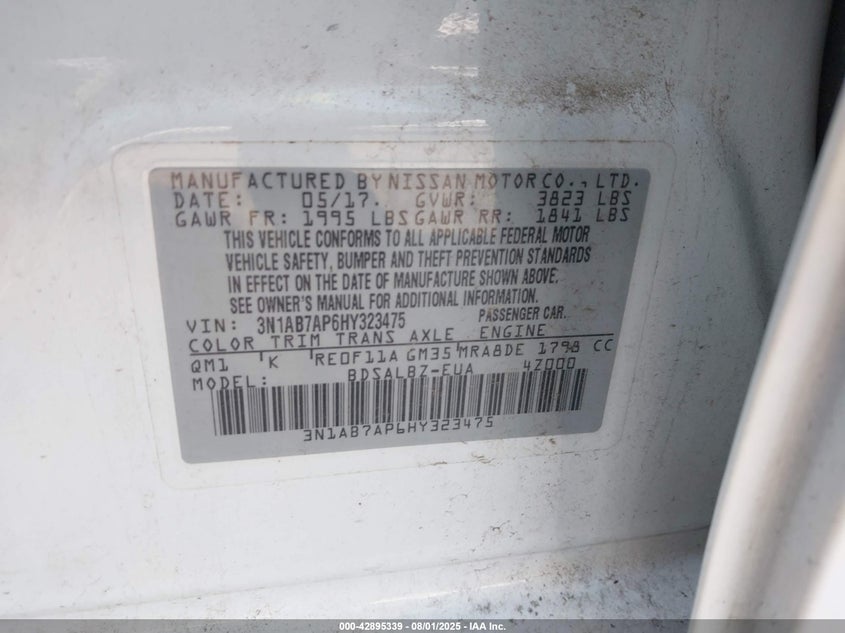 MANUFACTURED BY NISSAN MOTOR CO., LTD.
DATE: 05/17. GVWR: 3823 LBS
GAWR FR: 1995 LBS GAWR RR: 1841 LBS
THIS VEHICLE CONFORMS TO ALL APPLICABLE FEDERAL MOTOR
VEHICLE SAFETY, BUMPER AND THEFT PREVENTION STANDARDS
IN EFFECT ON THE DATE OF MANUFACTURE SHOWN ABOVE.
SEE OWNER'S MANUAL FOR ADDITIONAL INFORMATION.
VIN: 3N1AB7AP6HY323475 PASSENGER CAR.
COLOR TRIM TRANS AXLE ENGINE
QM1 K RE0F11A GM35 MRA8DE 1798 CC
MODEL: BDSALBZ-EUA 4Z000
3N1AB7AP6HY323475
000-42895339 - 08/01/2025 - IAA Inc.